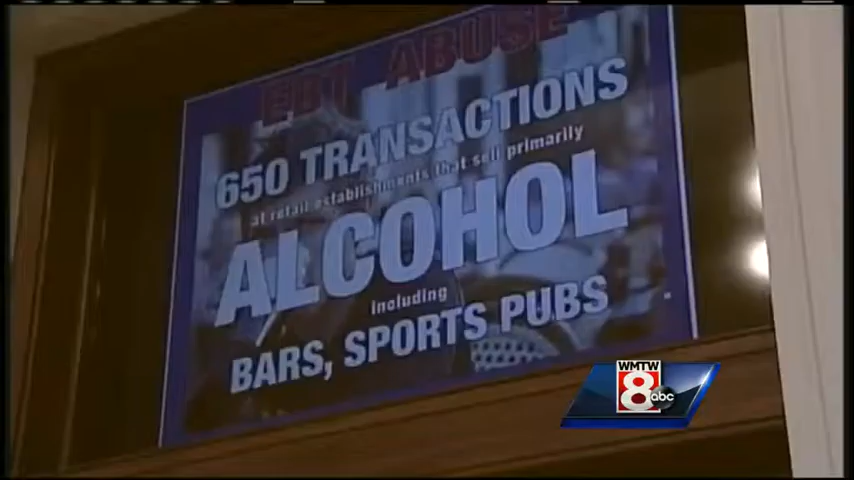 EBT ABUSE
650 TRANSACTIONS
at retail establishments that sell primarily
ALCOHOL
including
BARS, SPORTS PUBS
WMTW
8 abc